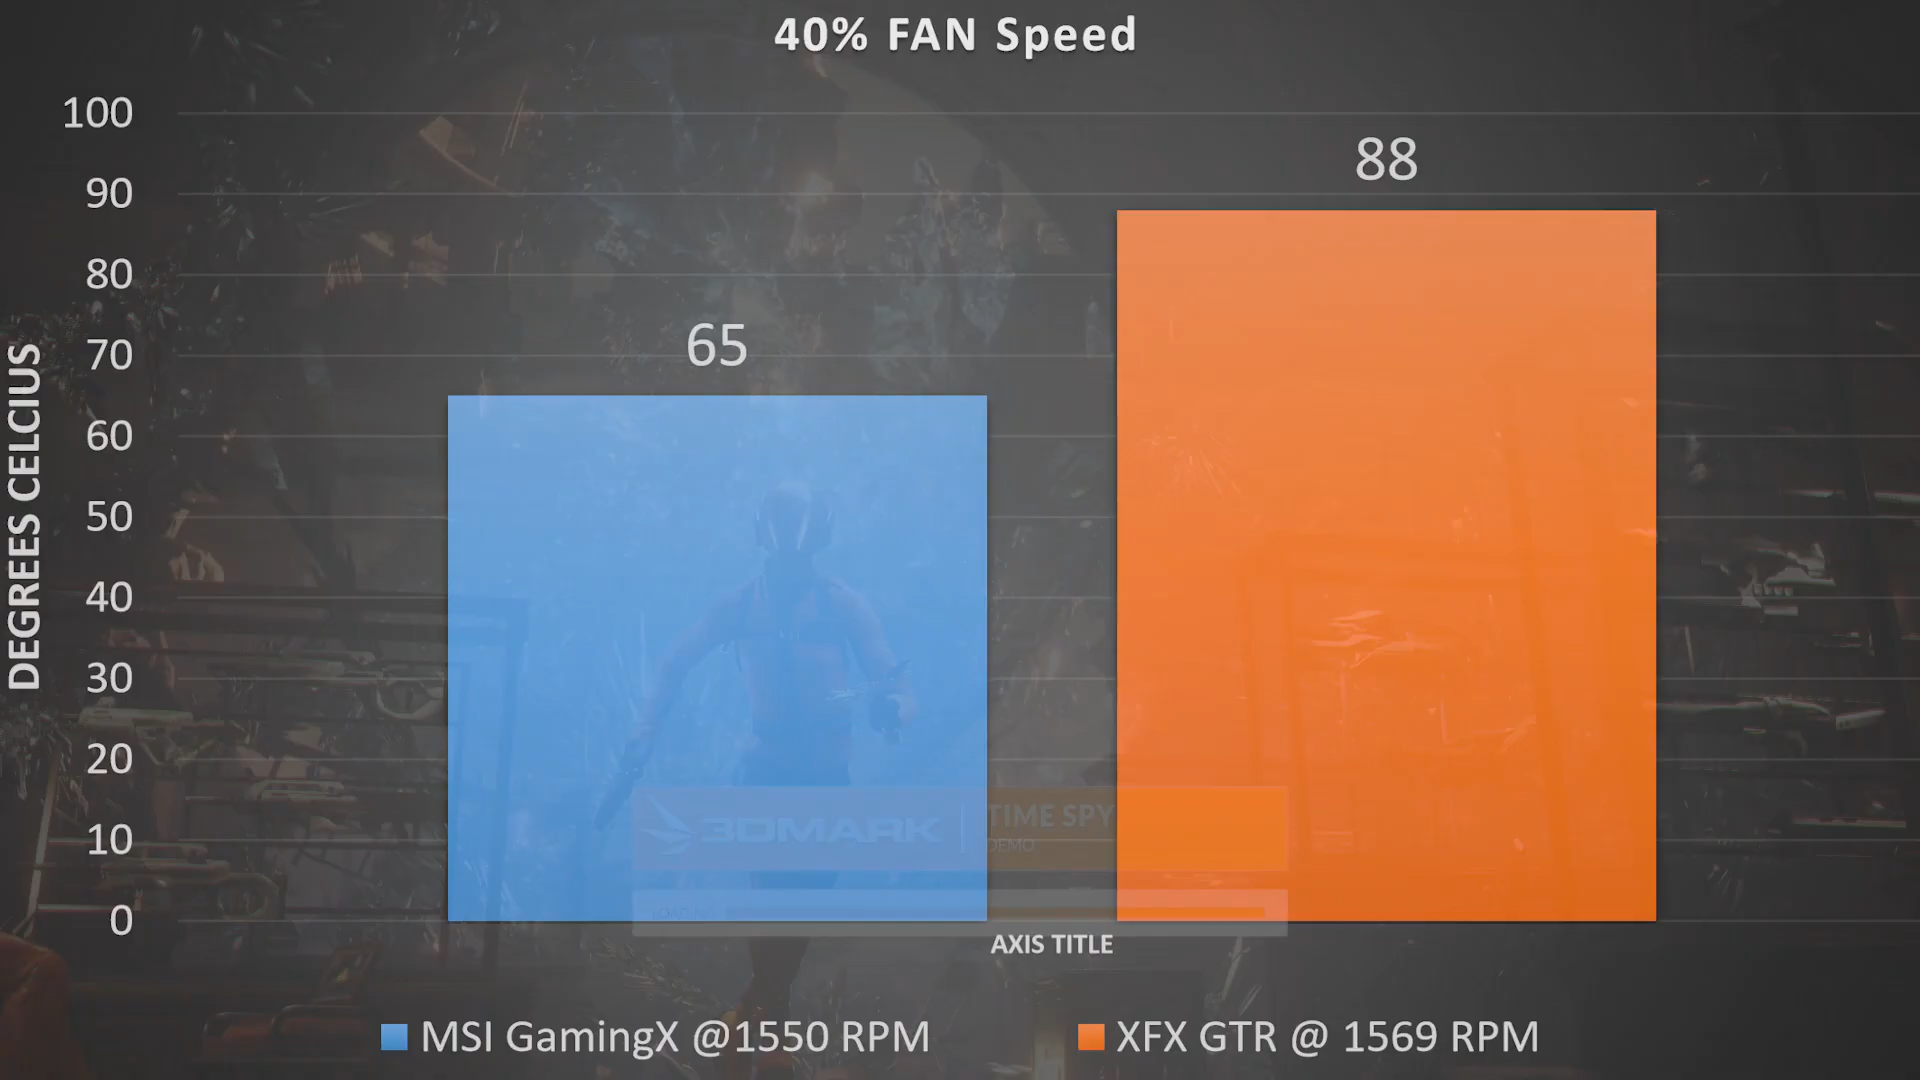 40% FAN Speed
100
90
80
70
60
50
40
30
20
10
0
DEGREES CELCIUS
65
88
3DMARK
TIME SPY
DEMO
LOADING
AXIS TITLE
MSI GamingX @1550 RPM
XFX GTR @ 1569 RPM